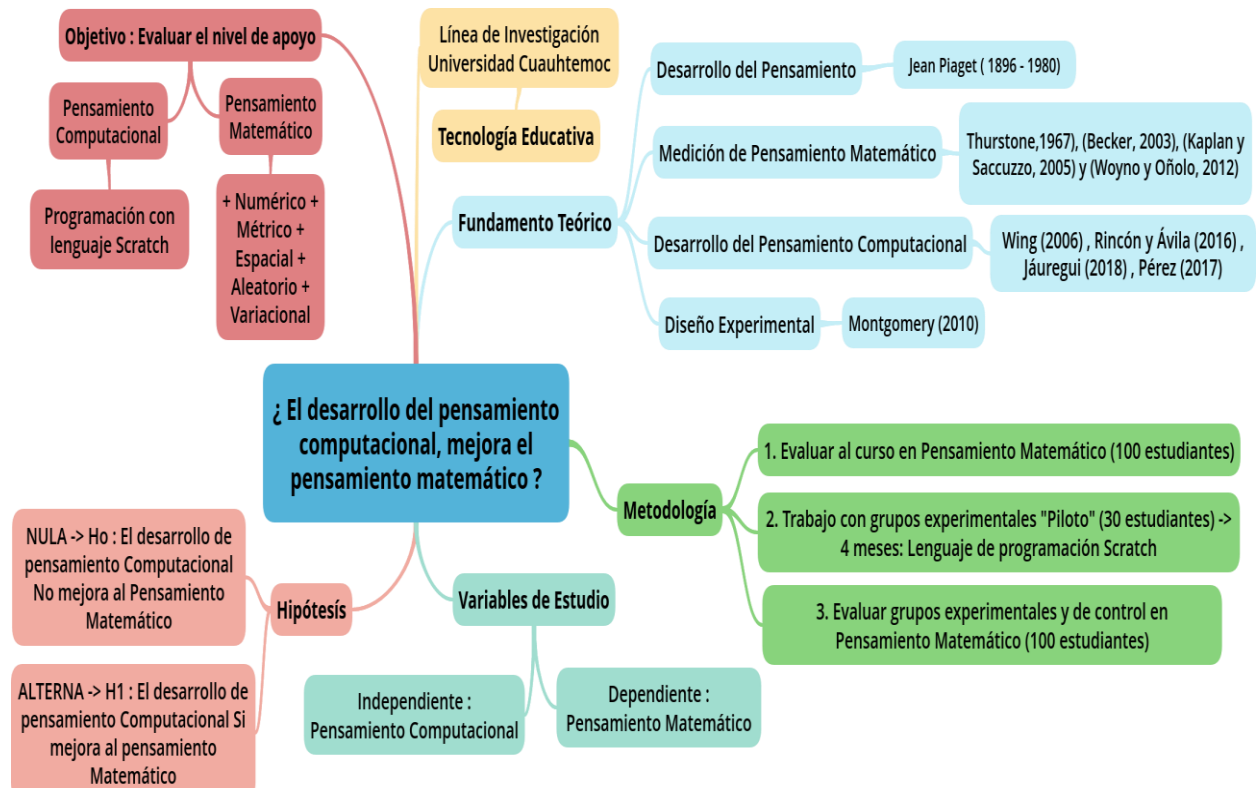 Objetivo : Evaluar el nivel de apoyo
Pensamiento
Computacional
Programación con
lenguaje Scratch
Pensamiento
Matemático
+ Numérico +
Métrico +
Espacial +
Aleatorio +
Variacional
Línea de Investigación
Universidad Cuauhtemoc
Tecnología Educativa
Fundamento Teórico
Desarrollo del Pensamiento
Jean Piaget ( 1896 - 1980)
Medición de Pensamiento Matemático
Thurstone,1967), (Becker, 2003), (Kaplan y
Saccuzzo, 2005) y (Woyno y Oñolo, 2012)
Desarrollo del Pensamiento Computacional
Wing (2006) , Rincón y Ávila (2016) ,
Jáuregui (2018) , Pérez (2017)
Diseño Experimental
Montgomery (2010)
¿ El desarrollo del pensamiento
computacional, mejora el
pensamiento matemático ?
Metodología
1. Evaluar al curso en Pensamiento Matemático (100 estudiantes)
2. Trabajo con grupos experimentales "Piloto" (30 estudiantes) ->
4 meses: Lenguaje de programación Scratch
3. Evaluar grupos experimentales y de control en
Pensamiento Matemático (100 estudiantes)
Hipótesís
NULA -> Ho : El desarrollo de
pensamiento Computacional
No mejora al Pensamiento
Matemático
ALTERNA -> H1 : El desarrollo de
pensamiento Computacional Si
mejora al pensamiento
Matemático
Variables de Estudio
Independiente :
Pensamiento Computacional
Dependiente :
Pensamiento Matemático